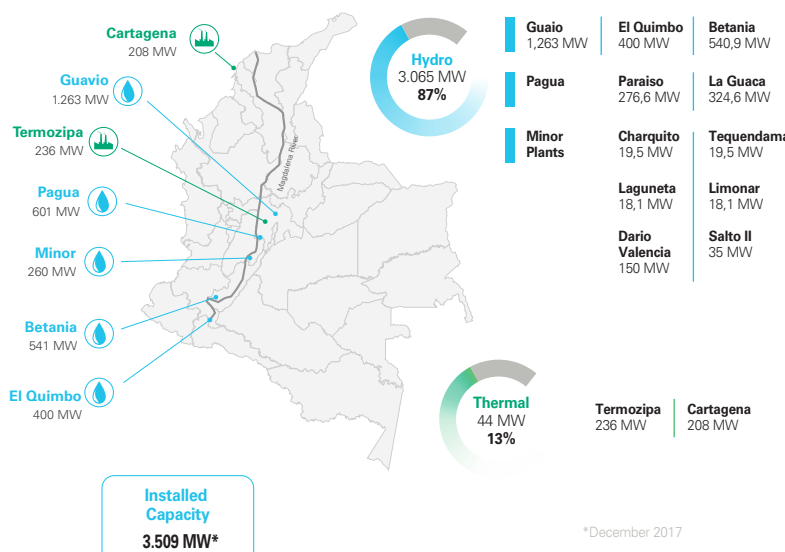 Cartagena
208 MW
Guavio
1.263 MW
Termozipa
236 MW
Pagua
601 MW
Minor
260 MW
Betania
541 MW
El Quimbo
400 MW
Magdalena River
Hydro
3.065 MW
87%
Guaio
1,263 MW
El Quimbo
400 MW
Betania
540,9 MW
Pagua
Paraiso
276,6 MW
La Guaca
324,6 MW
Minor
Plants
Charquito
19,5 MW
Tequendama
19,5 MW
Laguneta
18,1 MW
Limonar
18,1 MW
Dario
Valencia
150 MW
Salto II
35 MW
Thermal
44 MW
13%
Termozipa
236 MW
Cartagena
208 MW
Installed
Capacity
3.509 MW*
*December 2017